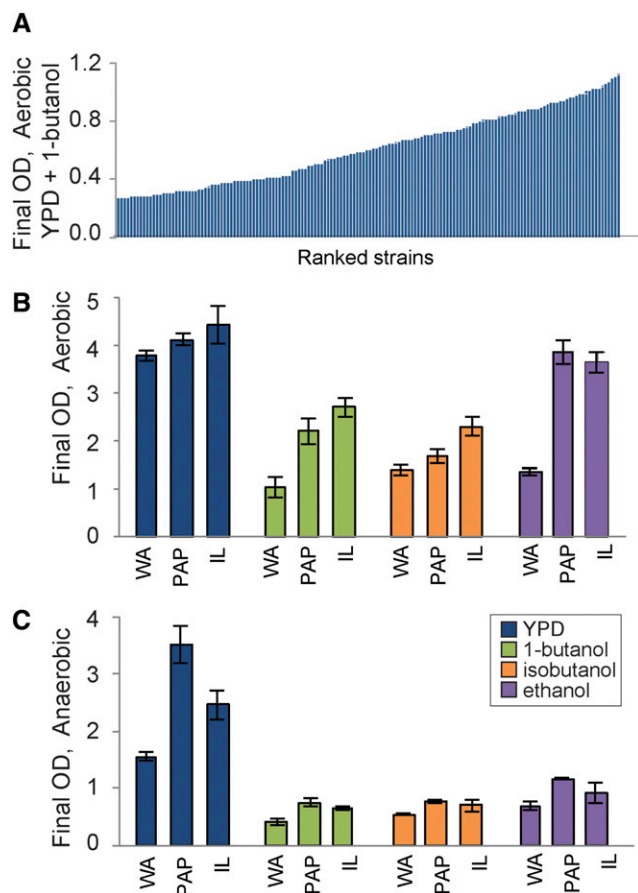 A
Final OD, Aerobic
YPD + 1-butanol
1.2
0.8
0.4
0.0
Ranked strains
B
Final OD, Aerobic
5
4
3
2
1
0
WA PAP IL WA PAP IL WA PAP IL WA PAP IL
C
Final OD, Anaerobic
4
3
2
1
0
YPD
1-butanol
isobutanol
ethanol
WA PAP IL WA PAP IL WA PAP IL WA PAP IL